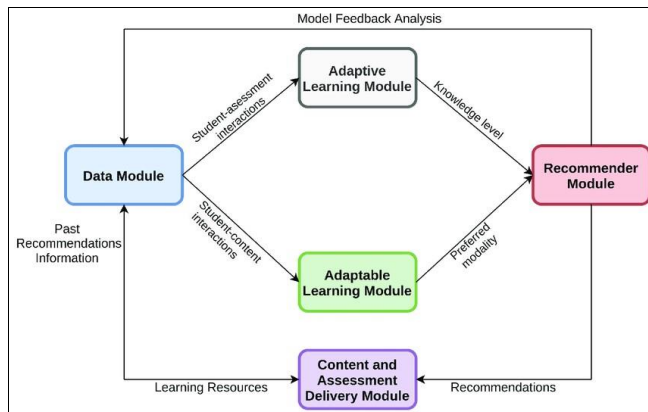 Model Feedback Analysis
Adaptive
Learning Module
Student-asessment
interactions
Knowledge level
Data Module
Recommender
Module
Student-content
interactions
Preferred
modality
Past
Recommendations
Information
Adaptable
Learning Module
Content and
Assessment
Delivery Module
Learning Resources
Recommendations